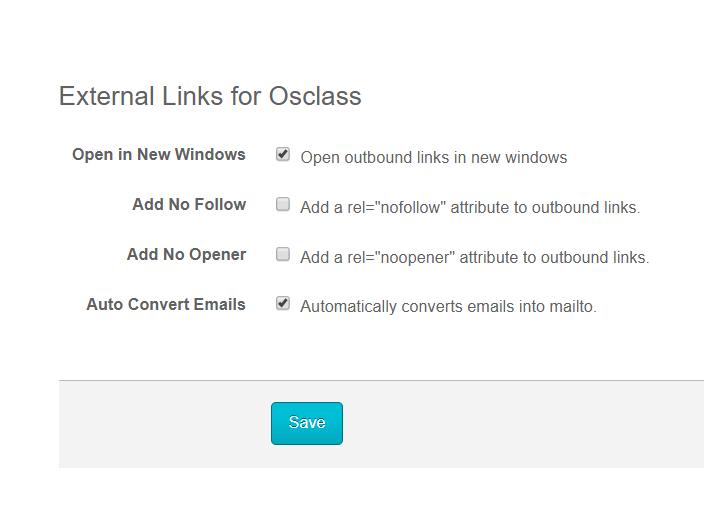 External Links for Osclass
Open in New Windows Open outbound links in new windows
Add No Follow Add a rel="nofollow" attribute to outbound links.
Add No Opener Add a rel="noopener" attribute to outbound links.
Auto Convert Emails Automatically converts emails into mailto.
Save